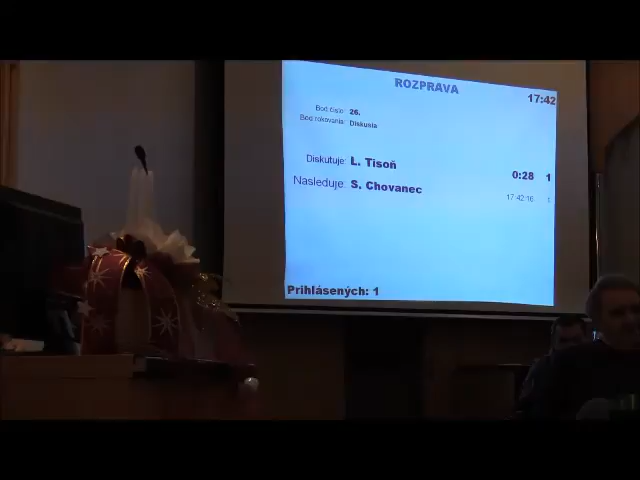 ROZPRAVA
17:42
Bod číslo: 26.
Bod rokovania: Diskusia
Diskutuje: L. Tisoň 0:28 1
Nasleduje: S. Chovanec 17:42:16 1
Prihlásených: 1